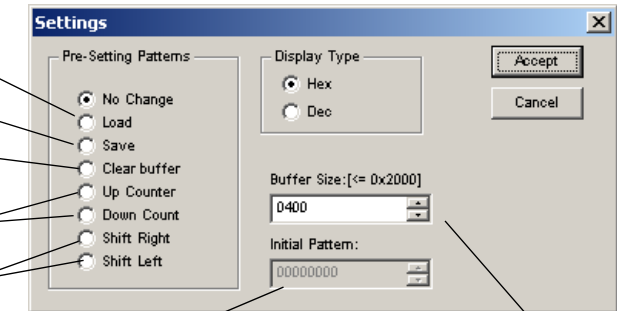 Settings
Pre-Setting Patterns
No Change
Load
Save
Clear buffer
Up Counter
Down Count
Shift Right
Shift Left
Display Type
Hex
Dec
Buffer Size:[<= 0x2000]
0400
Initial Pattern:
00000000
Accept
Cancel